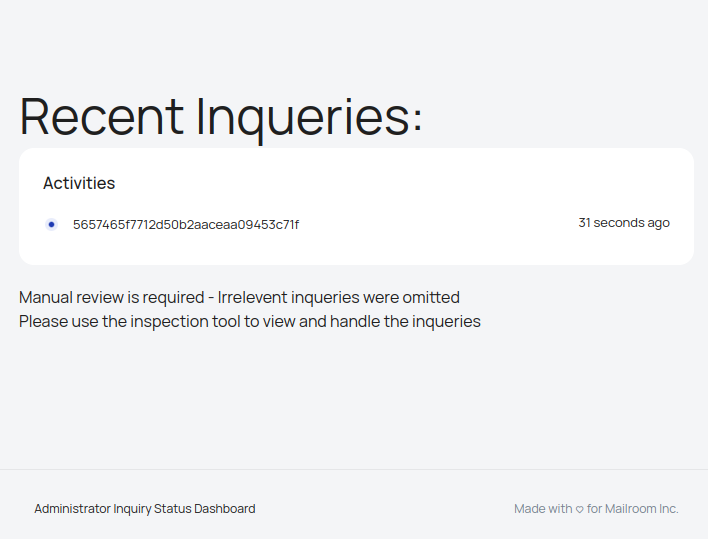 Recent Inqueries:
Activities
5657465f7712d50b2aaceaa09453c71f
31 seconds ago
Manual review is required - Irrelevent inqueries were omitted
Please use the inspection tool to view and handle the inqueries
Administrator Inquiry Status Dashboard
Made with ♡ for Mailroom Inc.